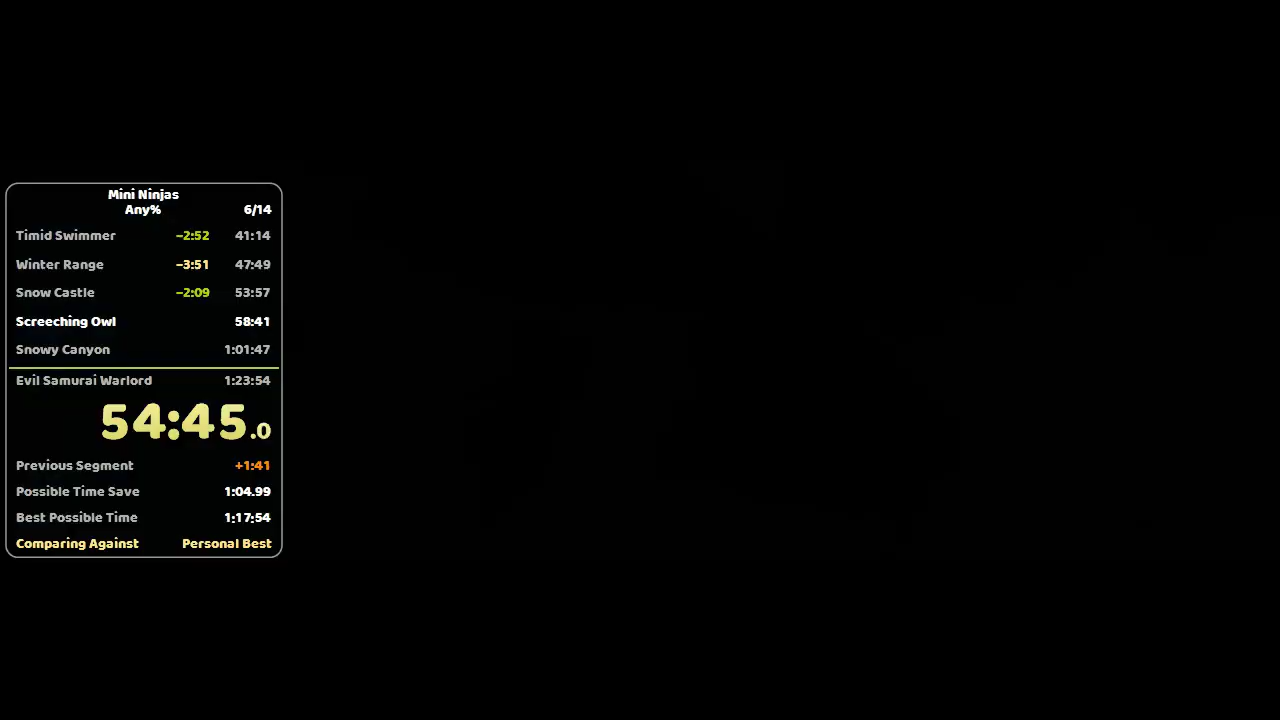 Mini Ninjas
Any% 6/14
Timid Swimmer −2:52 41:14
Winter Range −3:51 47:49
Snow Castle −2:09 53:57
Screeching Owl 58:41
Snowy Canyon 1:01:47
Evil Samurai Warlord 1:23:54
54:45.0
Previous Segment +1:41
Possible Time Save 1:04.99
Best Possible Time 1:17:54
Comparing Against Personal Best